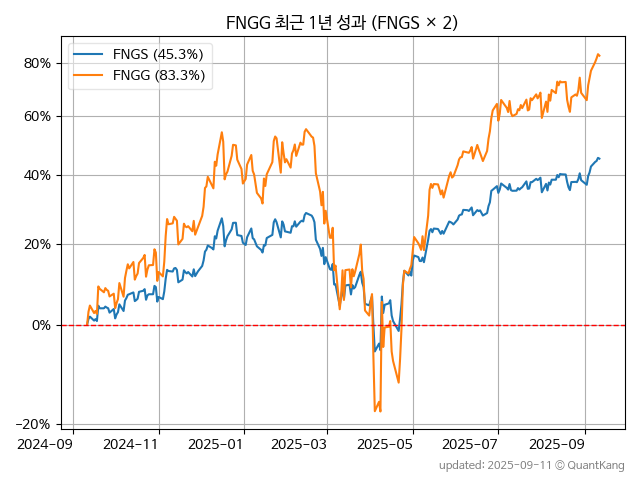 FNGG 최근 1년 성과 (FNGS × 2)
FNGS (45.3%)
FNGG (83.3%)
80%
60%
40%
20%
0%
−20%
2024-09 2024-11 2025-01 2025-03 2025-05 2025-07 2025-09
updated: 2025-09-11 © QuantKang